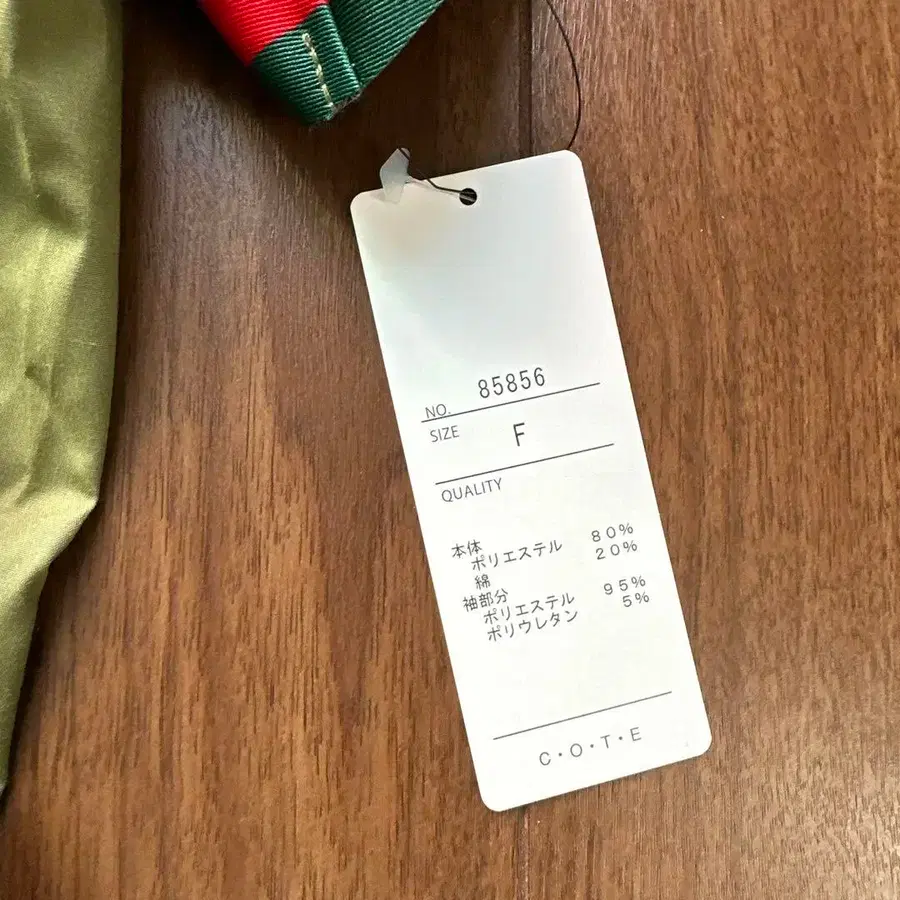 NO. 85856
SIZE F
QUALITY
本体
ポリエステル 80%
綿 20%
袖部分
ポリエステル 95%
ポリウレタン 5%
C・O・T・E